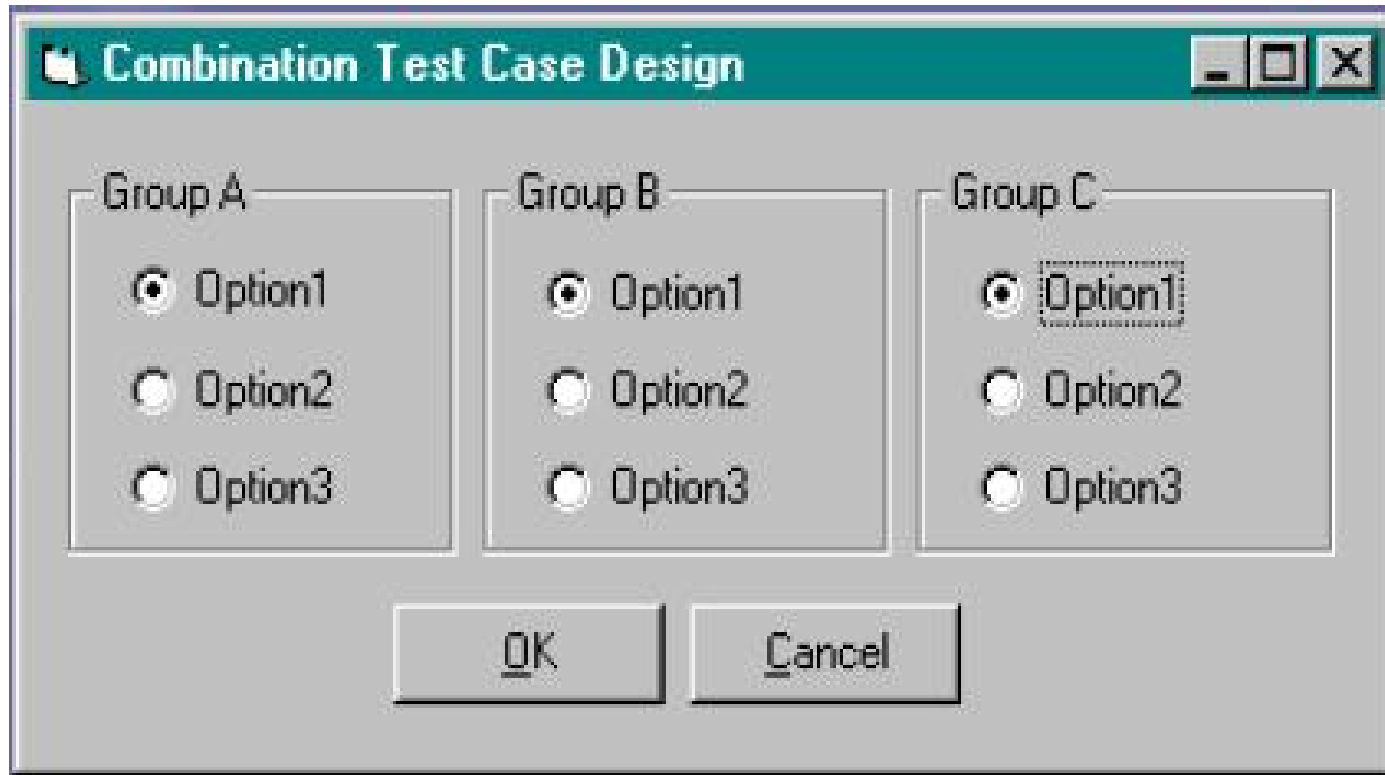 Combination Test Case Design
Group A
Option1
Option2
Option3
Group B
Option1
Option2
Option3
Group C
Option1
Option2
Option3
OK
Cancel